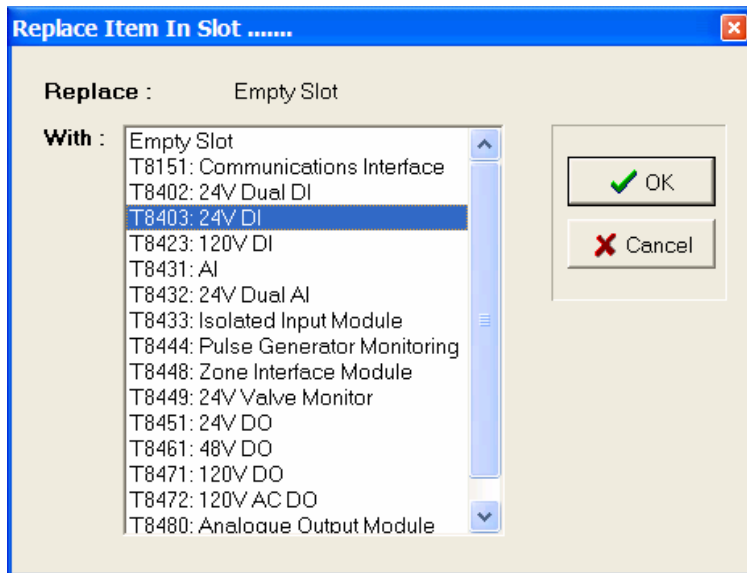 Replace Item In Slot .......
Replace : Empty Slot
With :
Empty Slot
T8151: Communications Interface
T8402: 24V Dual DI
T8403: 24V DI
T8423: 120V DI
T8431: AI
T8432: 24V Dual AI
T8433: Isolated Input Module
T8444: Pulse Generator Monitoring
T8448: Zone Interface Module
T8449: 24V Valve Monitor
T8451: 24V DO
T8461: 48V DO
T8471: 120V DO
T8472: 120V AC DO
T8480: Analogue Output Module
OK
Cancel